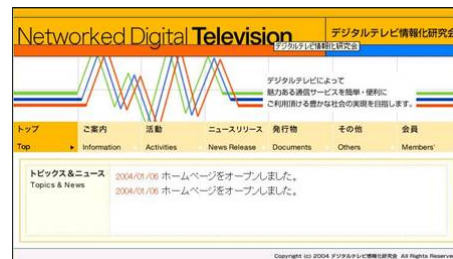 Networked Digital Television
デジタルテレビ情報化研究会
デジタルテレビ情報化研究会
デジタルテレビによって
魅力ある通信サービスを簡単・便利に
ご利用頂ける豊かな社会の実現を目指します。
トップ ご案内 活動 ニュースリリース 発行物 その他 会員
Top Information Activities News Release Documents Others Members'
トピックス&ニュース
Topics & News
2004/01/06 ホームページをオープンしました。
2004/01/06 ホームページをオープンしました。
Copyright (c) 2004 デジタルテレビ情報化研究会 All Rights Reserve